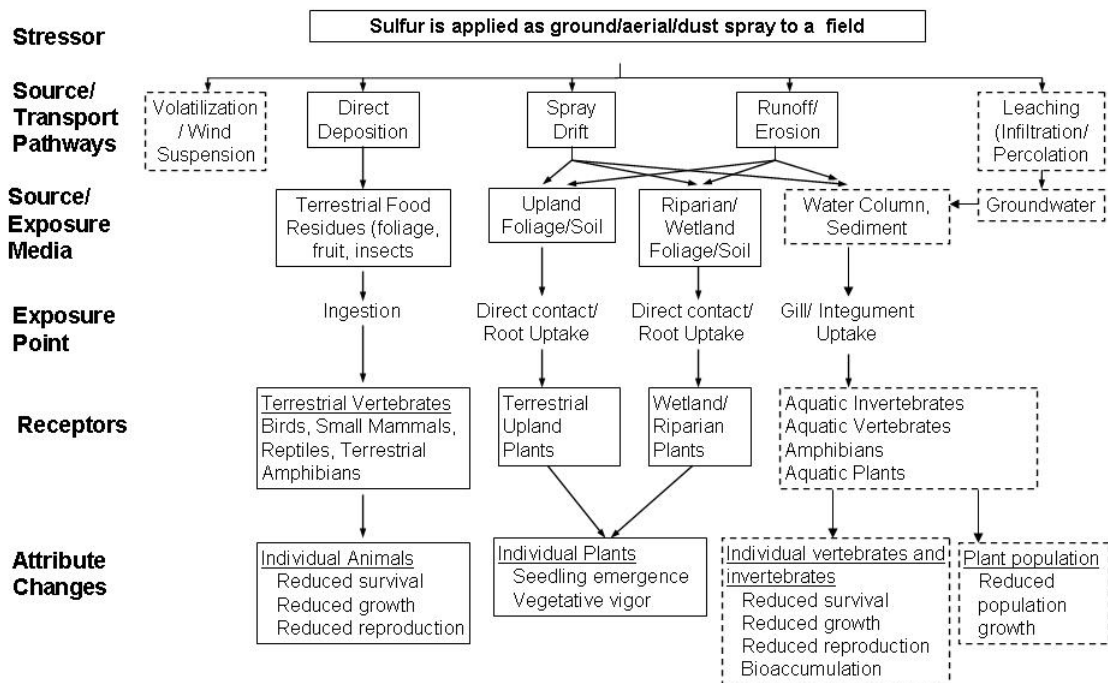 Stressor
Sulfur is applied as ground/aerial/dust spray to a field
Source/
Transport
Pathways
Volatilization
/ Wind
Suspension
Direct
Deposition
Spray
Drift
Runoff/
Erosion
Leaching
(Infiltration/
Percolation
Source/
Exposure
Media
Terrestrial Food
Residues (foliage,
fruit, insects
Upland
Foliage/Soil
Riparian/
Wetland
Foliage/Soil
Water Column,
Sediment
Groundwater
Exposure
Point
Ingestion
Direct contact/
Root Uptake
Direct contact/
Root Uptake
Gill/ Integument
Uptake
Receptors
Terrestrial Vertebrates
Birds, Small Mammals,
Reptiles, Terrestrial
Amphibians
Terrestrial
Upland
Plants
Wetland/
Riparian
Plants
Aquatic Invertebrates
Aquatic Vertebrates
Amphibians
Aquatic Plants
Attribute
Changes
Individual Animals
Reduced survival
Reduced growth
Reduced reproduction
Individual Plants
Seedling emergence
Vegetative vigor
Individual vertebrates and
invertebrates
Reduced survival
Reduced growth
Reduced reproduction
Bioaccumulation
Plant population
Reduced
population
growth